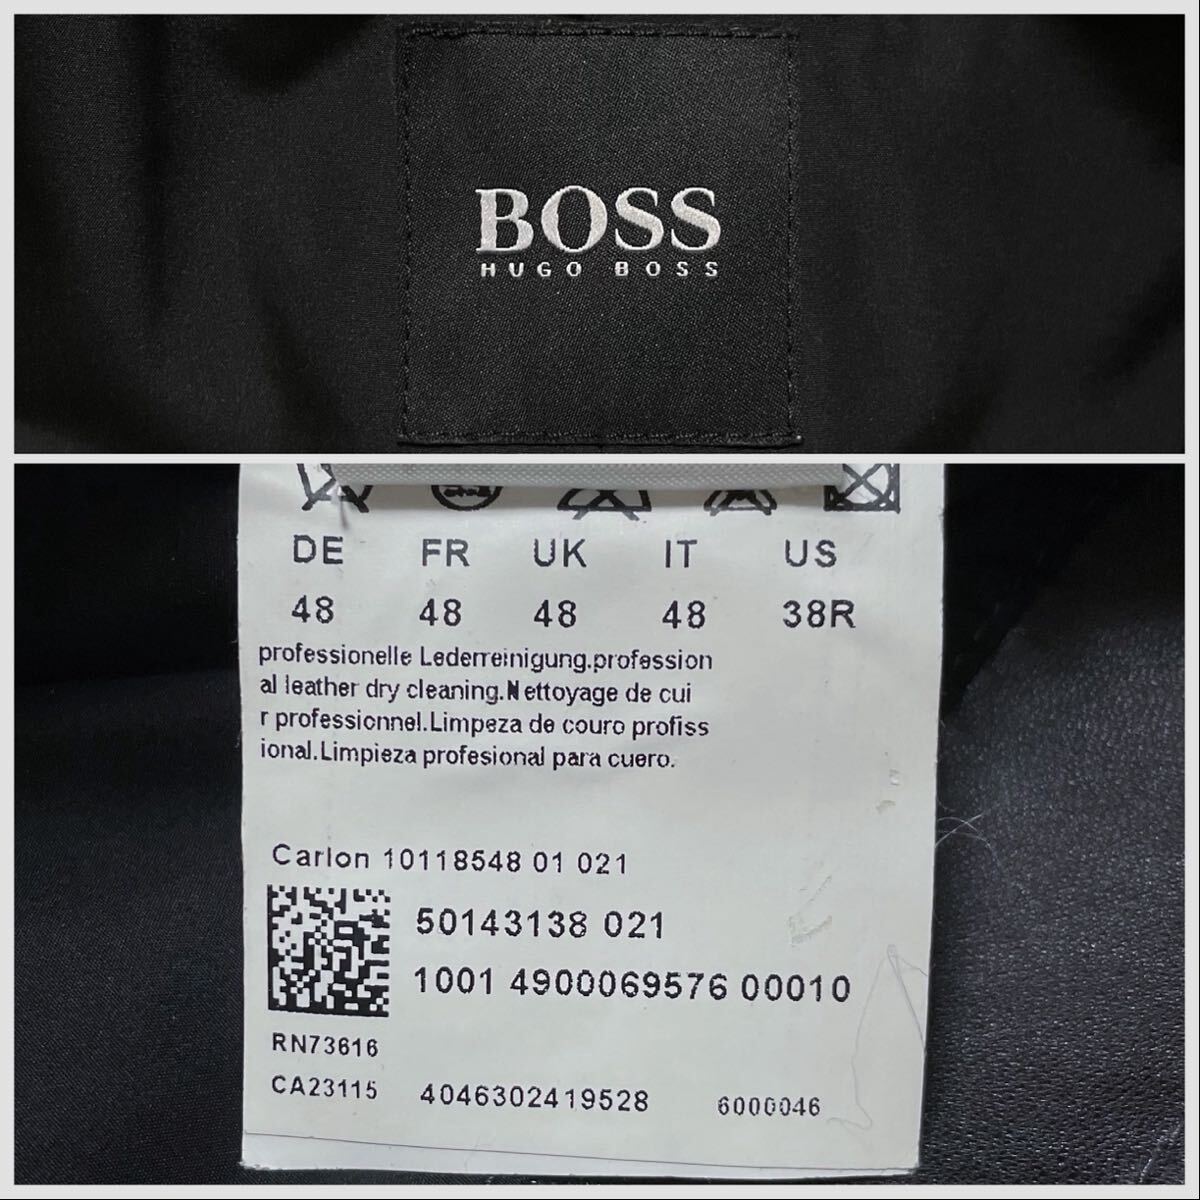 BOSS
HUGO BOSS
DE FR UK IT US
48 48 48 48 38R
professionelle Lederreinigung.profession
al leather dry cleaning.Nettoyage de cui
r professionnel.Limpeza de couro profiss
ional.Limpieza profesional para cuero.
Carlon 10118548 01 021
50143138 021
1001 4900069576 00010
RN73616
CA23115 4046302419528 6000046